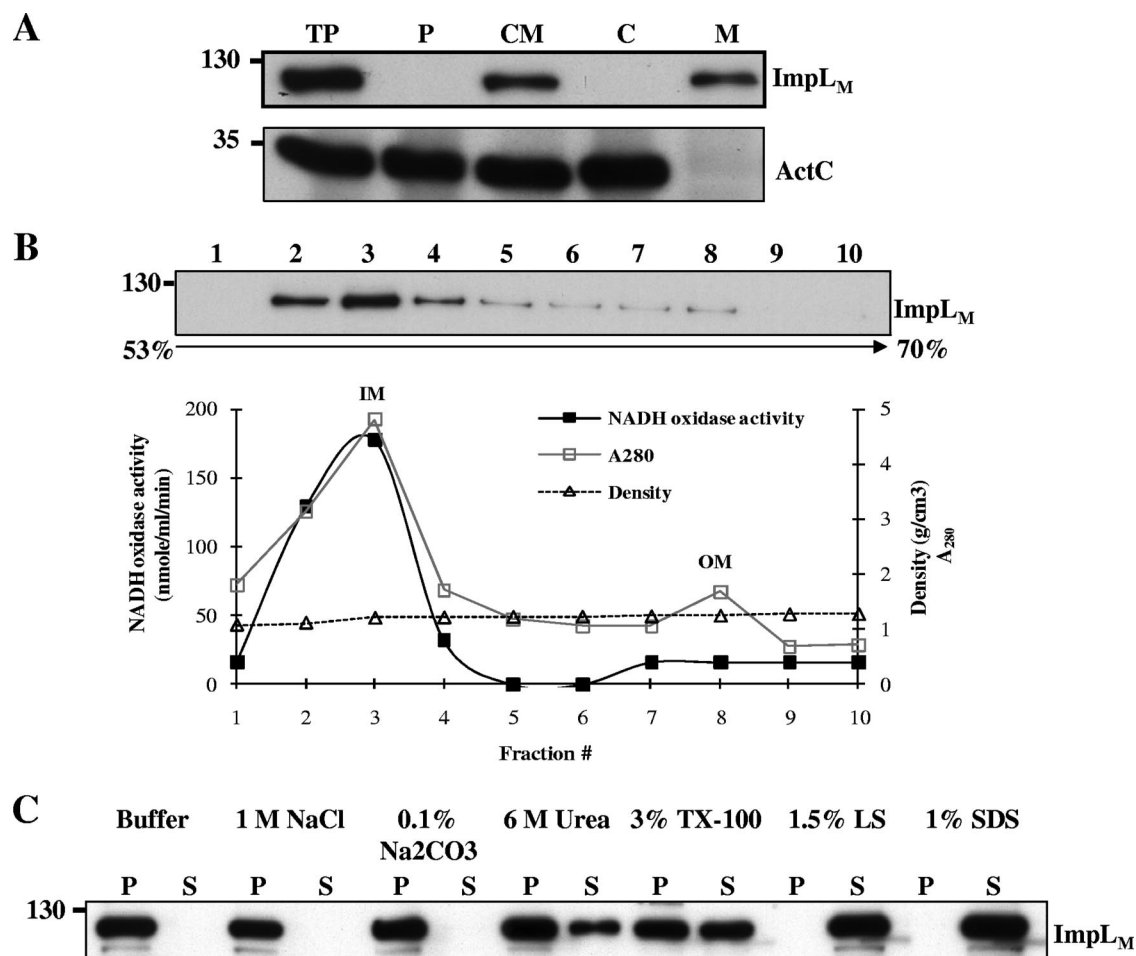 A
TP P CM C M
130
ImpLM
35
ActC
B
1 2 3 4 5 6 7 8 9 10
130
ImpLM
53% 70%
IM
NADH oxidase activity
A280
Density
OM
200
150
100
50
0
5
4
3
2
1
0
NADH oxidase activity
(nmole/ml/min)
Density (g/cm3)
A280
1 2 3 4 5 6 7 8 9 10
Fraction #
C
Buffer 1 M NaCl 0.1% 6 M Urea 3% TX-100 1.5% LS 1% SDS
Na2CO3
P S P S P S P S P S P S P S
130
ImpLM